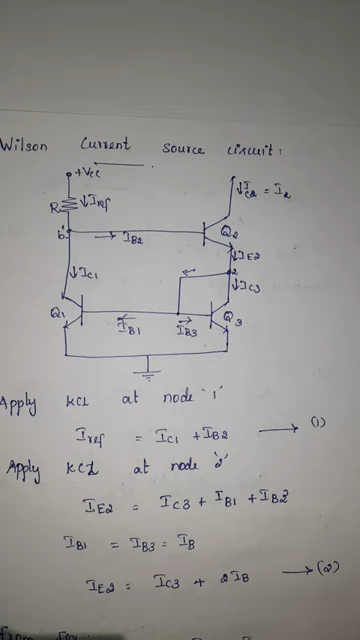 Wilson Current source circuit:
+Vcc
↓Iref
R
↓IC2 = I2
b
→ IB2
Q2
↓IE2
2
↓IC1
↓IC3
Q1
IB1
IB3
Q3
Apply KCL at node '1'
Iref = IC1 + IB2 → (1)
Apply KCL at node '2'
IE2 = IC3 + IB1 + IB2
IB1 = IB3 = IB
IE2 = IC3 + 2IB → (2)